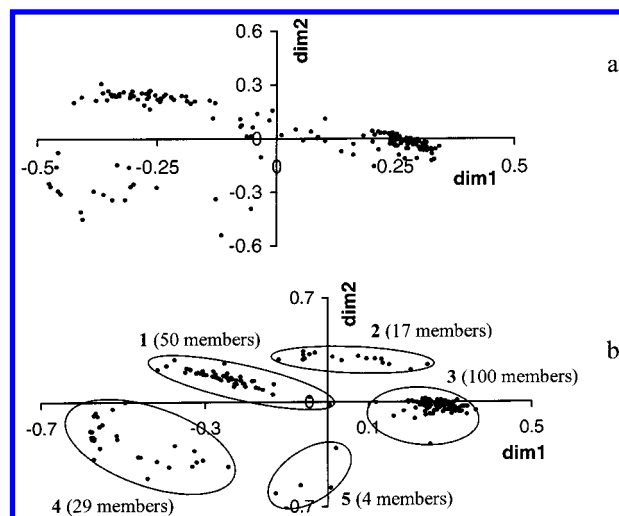 0.6
dim2
a
0.3
0
-0.5
-0.25
0
0.25
0.5
dim1
-0.3
-0.6
0.7
dim2
1 (50 members)
2 (17 members)
b
3 (100 members)
0
-0.7
-0.3
0.1
0.5
dim1
4 (29 members)
-0.7
5 (4 members)